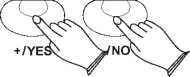 +/YES /NO